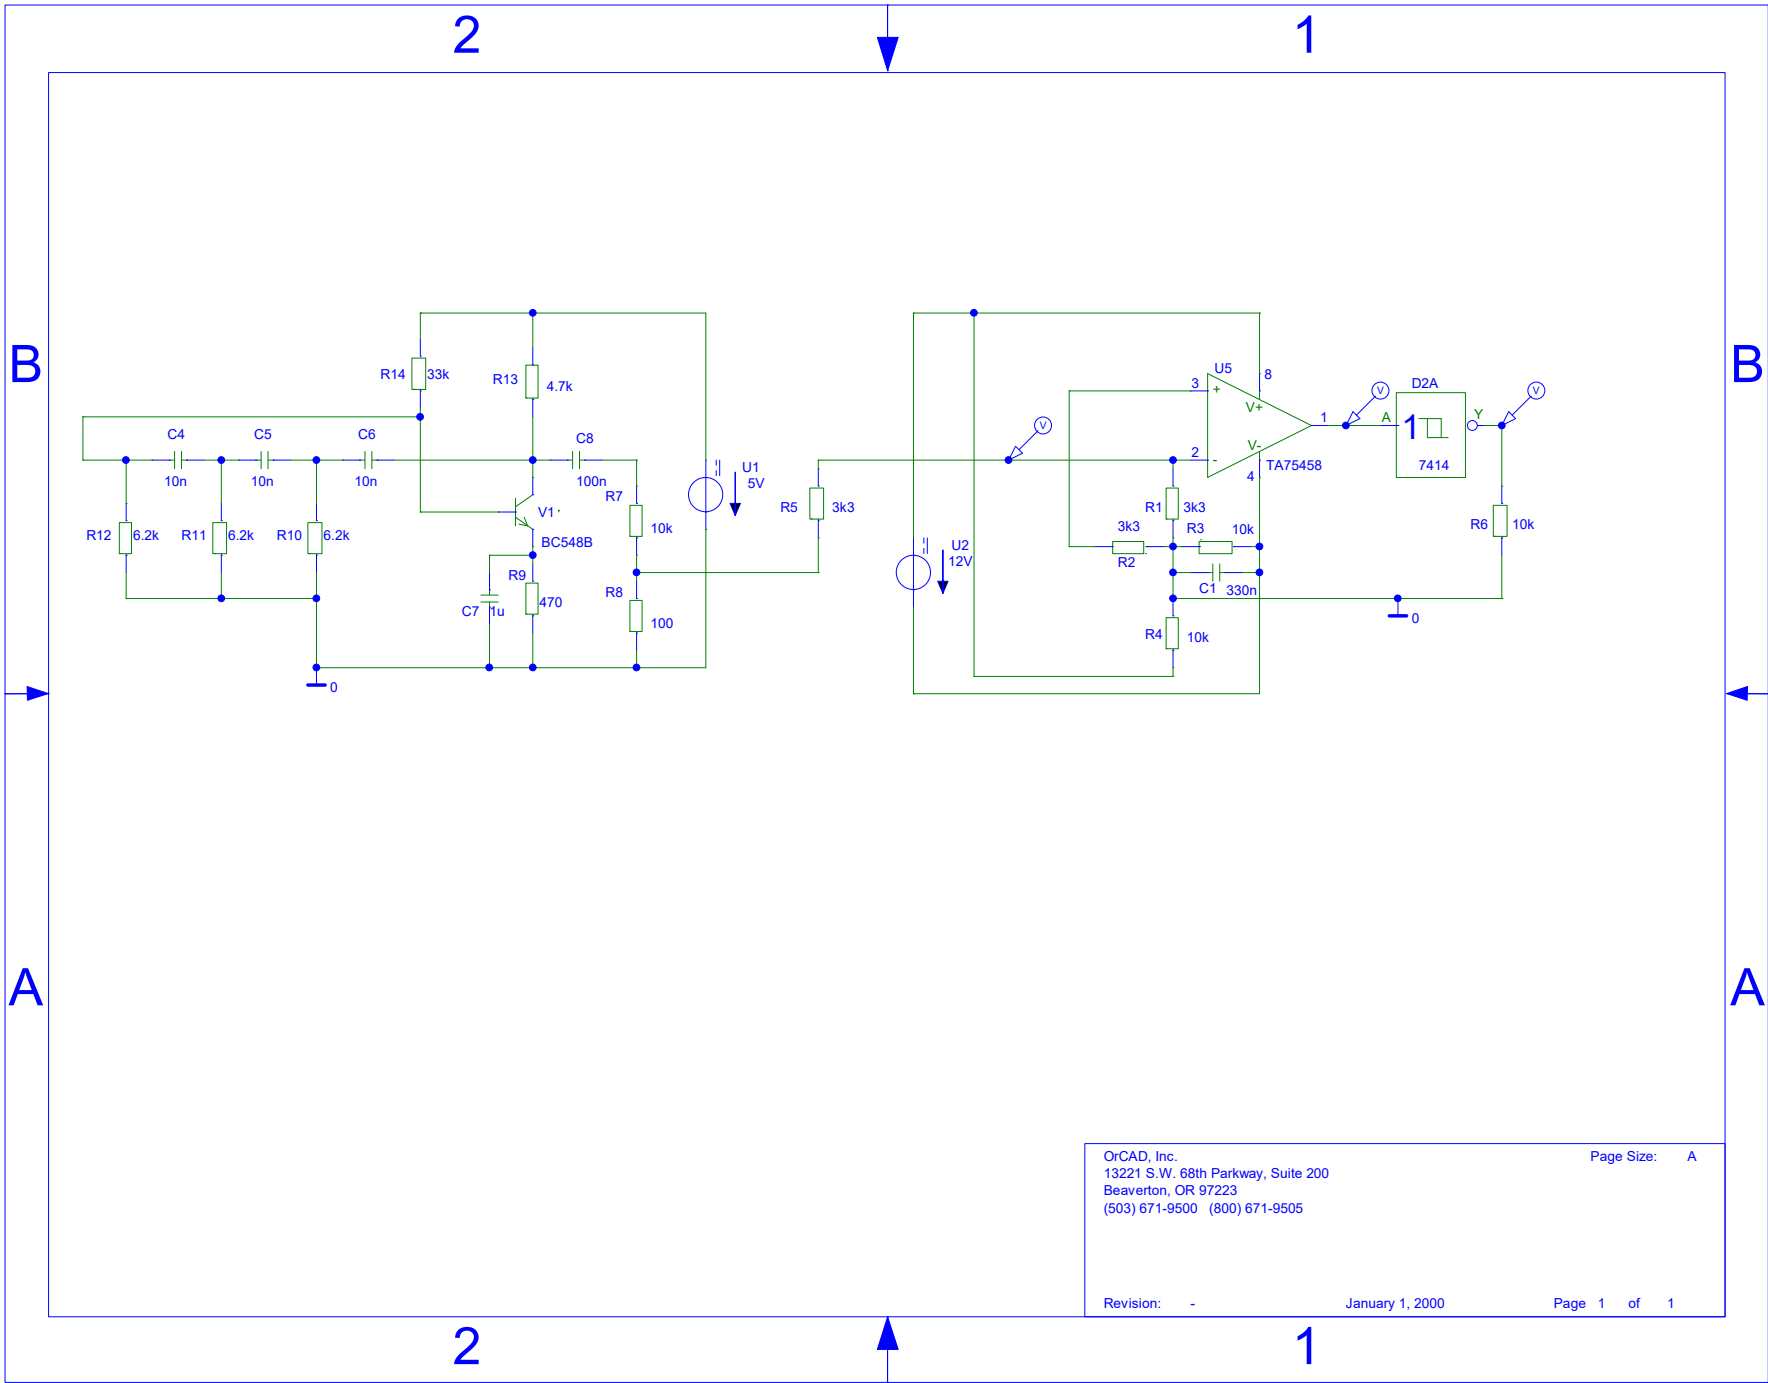 2
1
B
B
R14
33k
R13
4.7k
U5
8
D2A
V
V
3
+
V+
1
A
1
Y
V
C4
C5
C6
C8
V-
2
-
7414
10n
10n
10n
100n
U1
5V
TA75458
4
R7
V1
R5
3k3
R1
3k3
R12
6.2k
R11
6.2k
R10
6.2k
10k
3k3
R3
10k
R6
10k
BC548B
U2
12V
R2
R9
470
R8
C1
330n
C7
1u
100
0
R4
10k
0
A
A
OrCAD, Inc.
Page Size: A
13221 S.W. 68th Parkway, Suite 200
Beaverton, OR 97223
(503) 671-9500 (800) 671-9505
Revision: -
January 1, 2000
Page 1 of 1
2
1